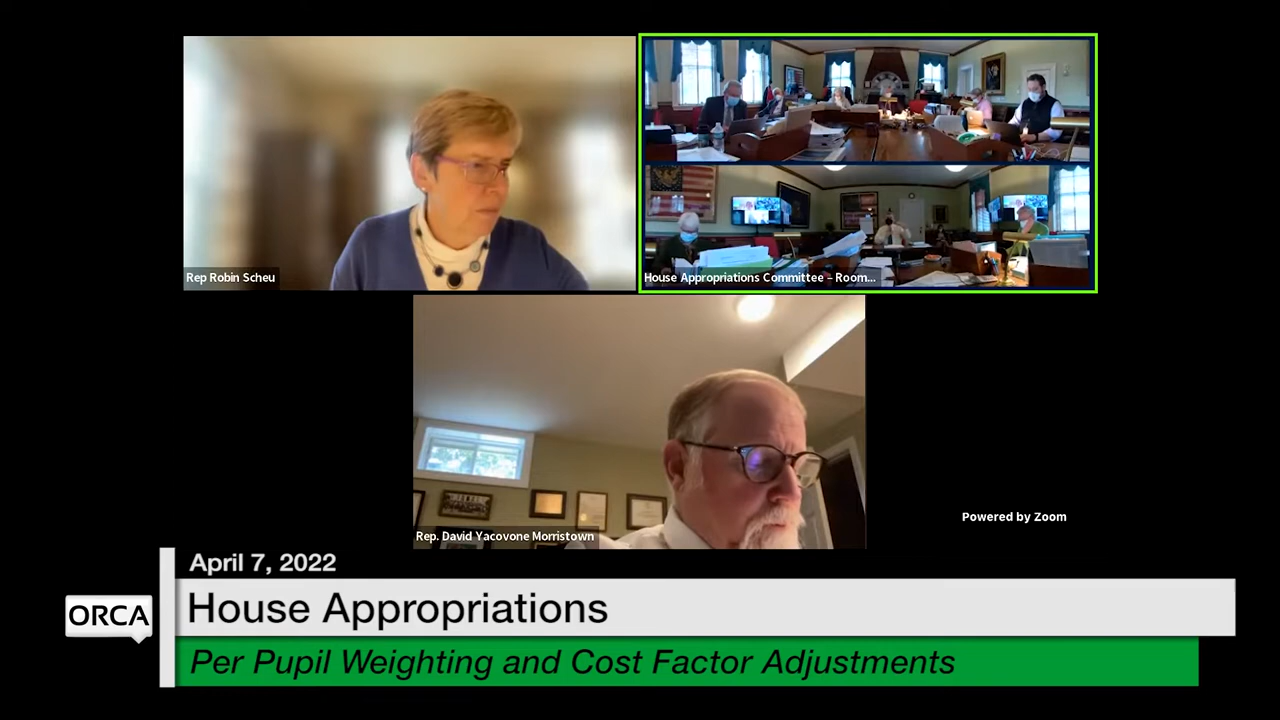 Rep Robin Scheu
House Appropriations Committee – Room...
Rep. David Yacovone Morristown
Powered by Zoom
April 7, 2022
ORCA
House Appropriations
Per Pupil Weighting and Cost Factor Adjustments